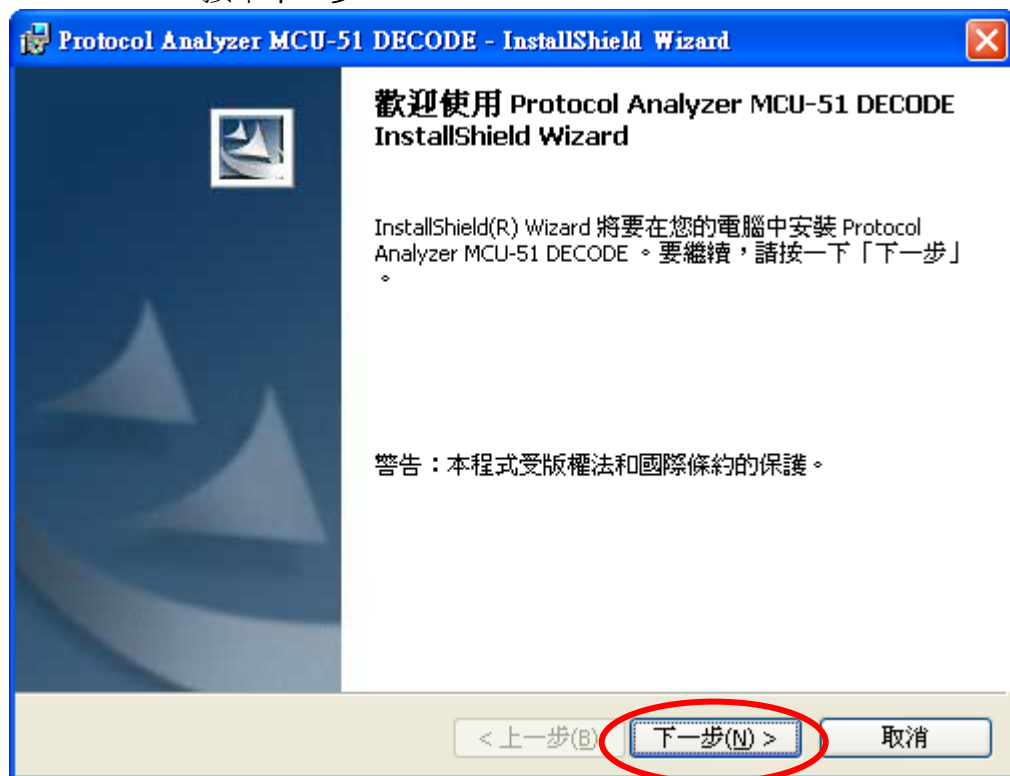 Protocol Analyzer MCU-51 DECODE - InstallShield Wizard
歡迎使用 Protocol Analyzer MCU-51 DECODE
InstallShield Wizard
InstallShield(R) Wizard 將要在您的電腦中安裝 Protocol
Analyzer MCU-51 DECODE 。要繼續，請按一下「下一步」
。
警告：本程式受版權法和國際條約的保護。
< 上一步(B)
下一步(N) >
取消